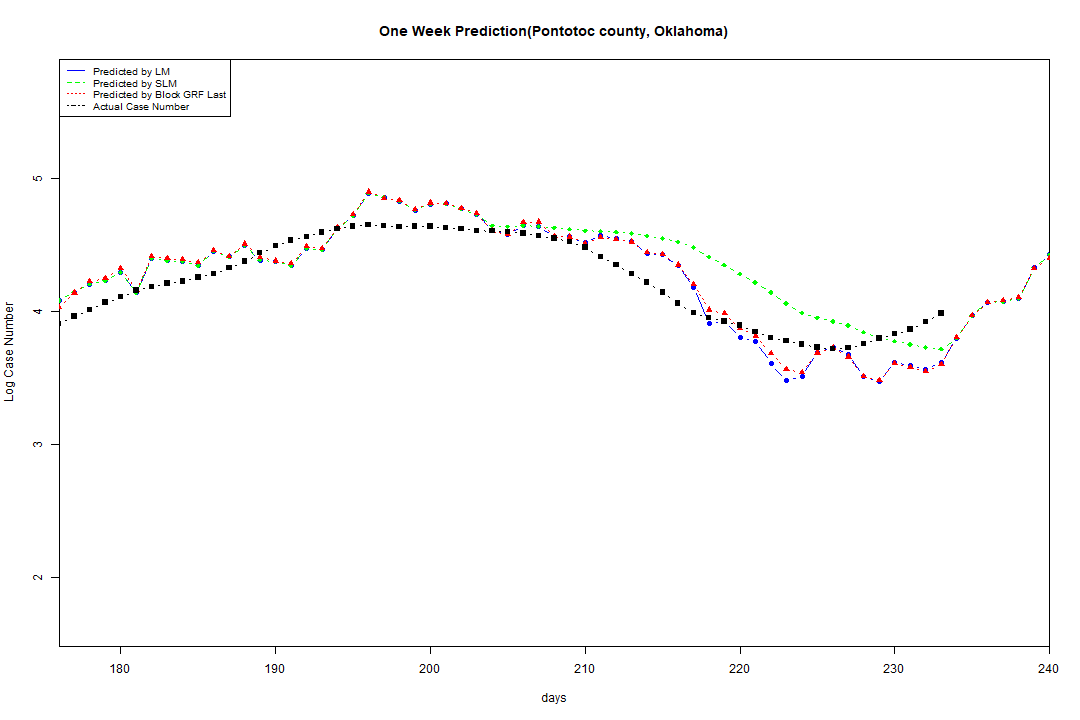 One Week Prediction(Pontotoc county, Oklahoma)
Predicted by LM
Predicted by SLM
Predicted by Block GRF Last
Actual Case Number
5
4
3
2
Log Case Number
180 190 200 210 220 230 240
days